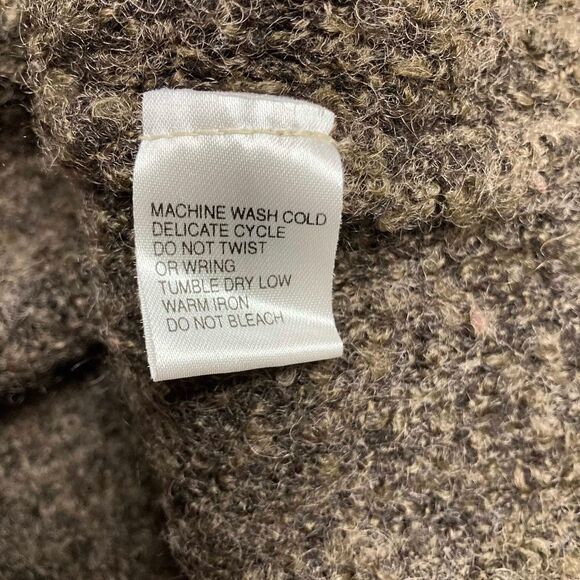 MACHINE WASH COLD
DELICATE CYCLE
DO NOT TWIST
OR WRING
TUMBLE DRY LOW
WARM IRON
DO NOT BLEACH